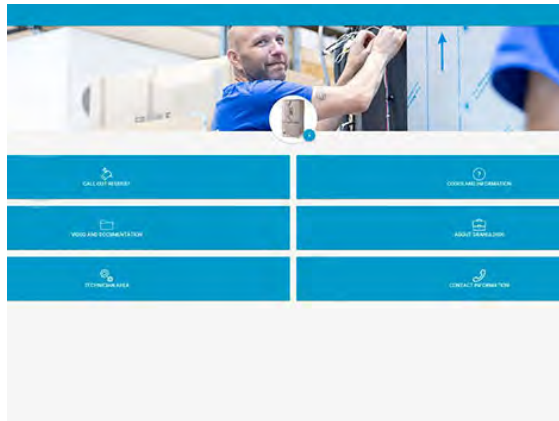 CALL OUT REQUEST
CODES AND INFORMATION
VIDEO AND DOCUMENTATION
ABOUT
TECHNICIAN AREA
CONTACT INFORMATION